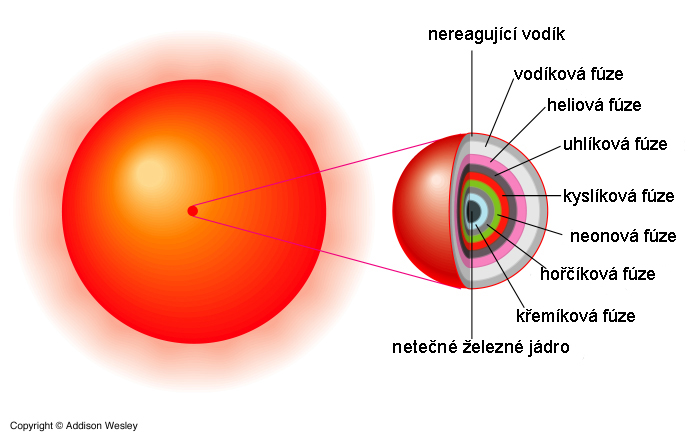 nereagující vodík
vodíková fúze
heliová fúze
uhlíková fúze
kyslíková fúze
neonová fúze
hořčíková fúze
křemíková fúze
netečné železné jádro
Copyright © Addison Wesley